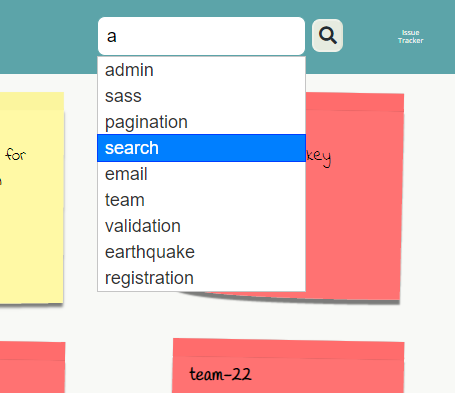 a
Issue
Tracker
admin
sass
pagination
search
email
team
validation
earthquake
registration
for
key
team-22